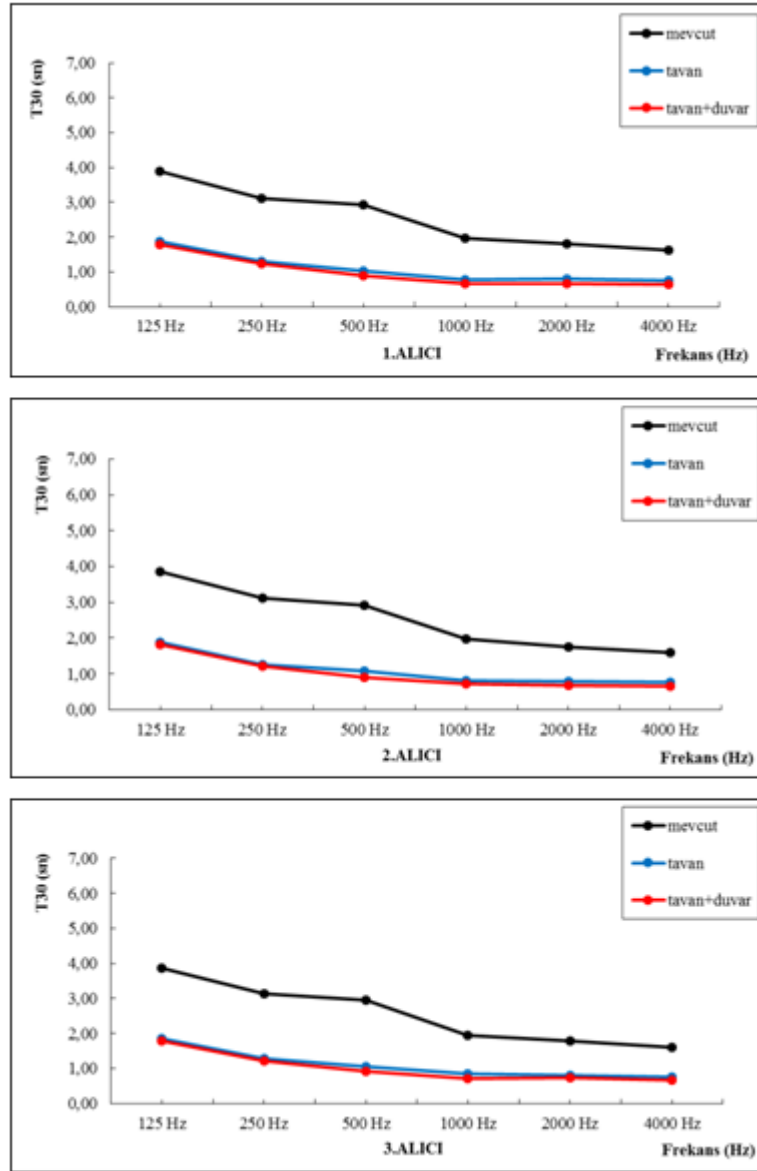 mevcut
tavan
tavan+duvar
T30 (sn)
7,00
6,00
5,00
4,00
3,00
2,00
1,00
0,00
125 Hz 250 Hz 500 Hz 1000 Hz 2000 Hz 4000 Hz
1.ALICI Frekans (Hz)
mevcut
tavan
tavan+duvar
T30 (sn)
7,00
6,00
5,00
4,00
3,00
2,00
1,00
0,00
125 Hz 250 Hz 500 Hz 1000 Hz 2000 Hz 4000 Hz
2.ALICI Frekans (Hz)
mevcut
tavan
tavan+duvar
T30 (sn)
7,00
6,00
5,00
4,00
3,00
2,00
1,00
0,00
125 Hz 250 Hz 500 Hz 1000 Hz 2000 Hz 4000 Hz
3.ALICI Frekans (Hz)